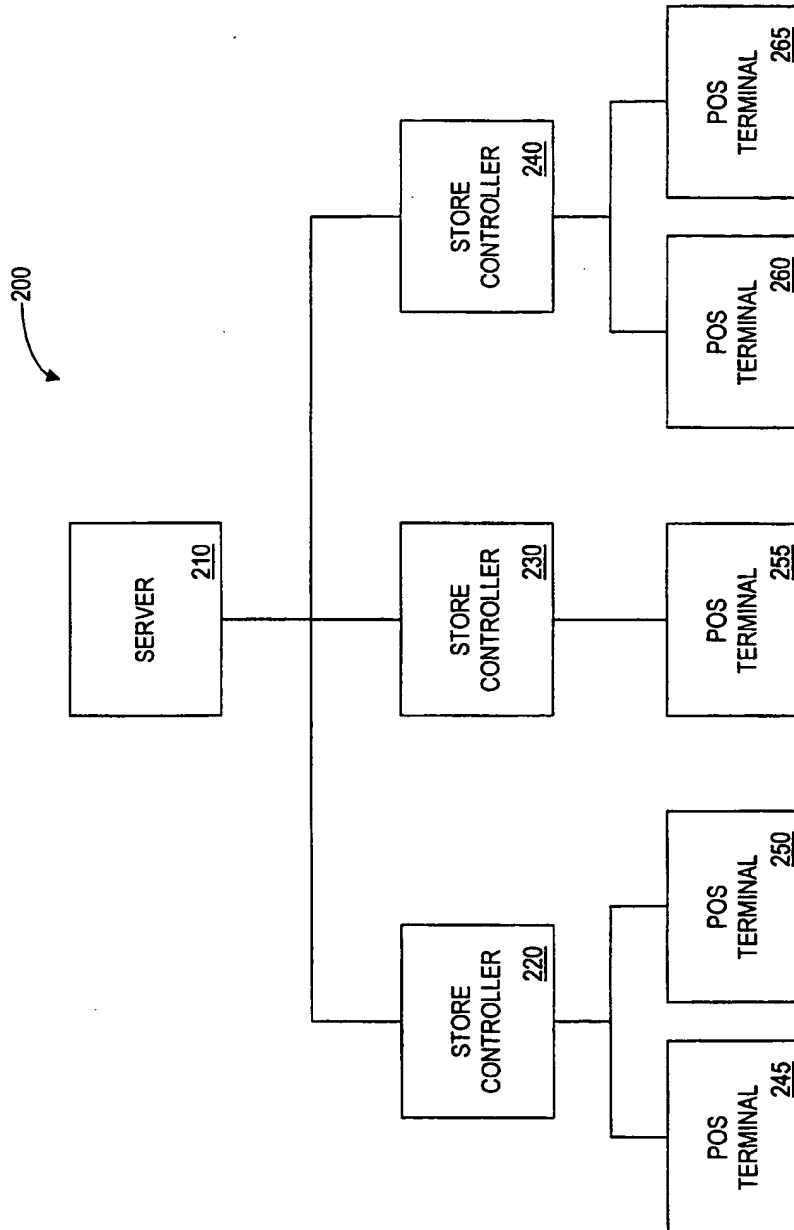 200
SERVER
210
STORE
CONTROLLER
220
STORE
CONTROLLER
230
STORE
CONTROLLER
240
POS
TERMINAL
245
POS
TERMINAL
250
POS
TERMINAL
255
POS
TERMINAL
260
POS
TERMINAL
265